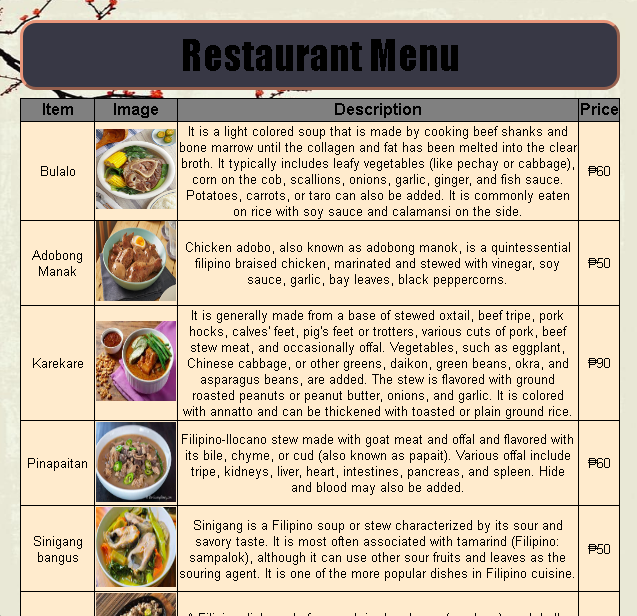 Restaurant Menu
Item Image Description Price
Bulalo
It is a light colored soup that is made by cooking beef shanks and
bone marrow until the collagen and fat has been melted into the clear
broth. It typically includes leafy vegetables (like pechay or cabbage),
corn on the cob, scallions, onions, garlic, ginger, and fish sauce.
Potatoes, carrots, or taro can also be added. It is commonly eaten
on rice with soy sauce and calamansi on the side.
₱60
Adobong
Manak
Chicken adobo, also known as adobong manok, is a quintessential
filipino braised chicken, marinated and stewed with vinegar, soy
sauce, garlic, bay leaves, black peppercorns.
₱50
Karekare
It is generally made from a base of stewed oxtail, beef tripe, pork
hocks, calves' feet, pig's feet or trotters, various cuts of pork, beef
stew meat, and occasionally offal. Vegetables, such as eggplant,
Chinese cabbage, or other greens, daikon, green beans, okra, and
asparagus beans, are added. The stew is flavored with ground
roasted peanuts or peanut butter, onions, and garlic. It is colored
with annatto and can be thickened with toasted or plain ground rice.
₱90
Pinapaitan
Filipino-Ilocano stew made with goat meat and offal and flavored with
its bile, chyme, or cud (also known as papait). Various offal include
tripe, kidneys, liver, heart, intestines, pancreas, and spleen. Hide
and blood may also be added.
₱60
Sinigang
bangus
Sinigang is a Filipino soup or stew characterized by its sour and
savory taste. It is most often associated with tamarind (Filipino:
sampalok), although it can use other sour fruits and leaves as the
souring agent. It is one of the more popular dishes in Filipino cuisine.
₱50